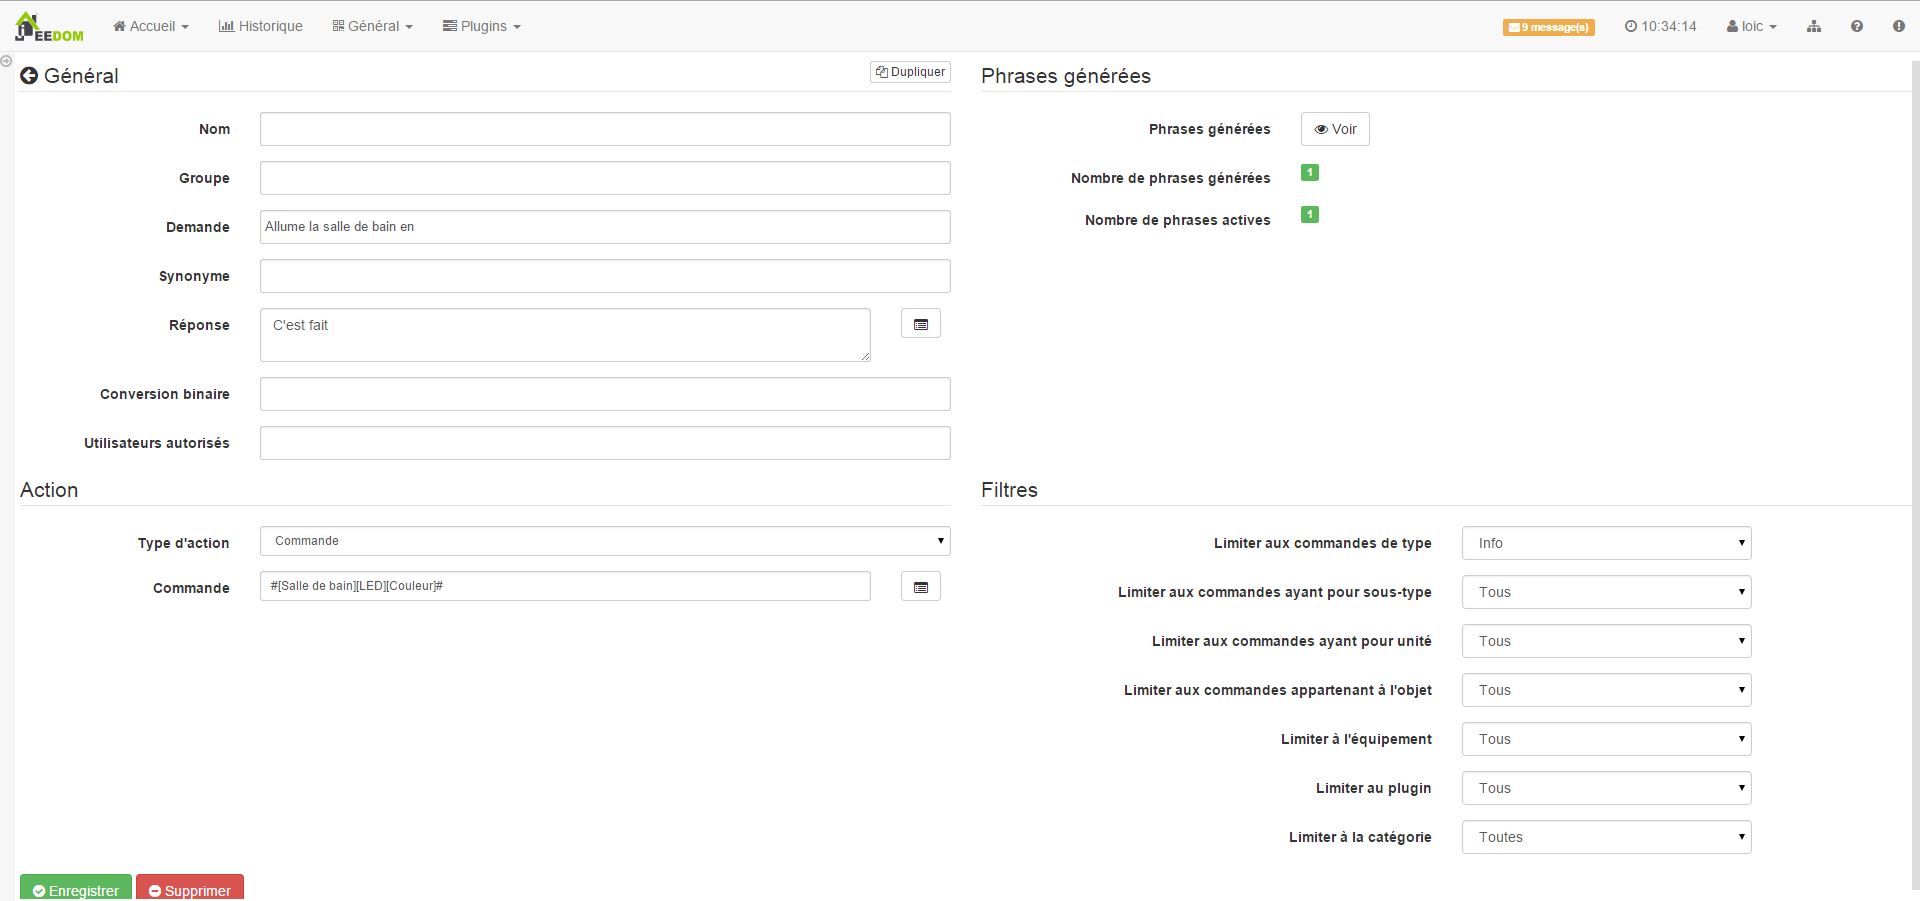 JEEDOM
Accueil
Historique
Général
Plugins
9 message(s)
10:34:14
loic
Général
Dupliquer
Nom
Groupe
Demande
Allume la salle de bain en
Synonyme
Réponse
C'est fait
Conversion binaire
Utilisateurs autorisés
Phrases générées
Phrases générées
Voir
Nombre de phrases générées
1
Nombre de phrases actives
1
Action
Type d'action
Commande
Commande
#[Salle de bain][LED][Couleur]#
Filtres
Limiter aux commandes de type
Info
Limiter aux commandes ayant pour sous-type
Tous
Limiter aux commandes ayant pour unité
Tous
Limiter aux commandes appartenant à l'objet
Tous
Limiter à l'équipement
Tous
Limiter au plugin
Tous
Limiter à la catégorie
Toutes
Enregistrer
Supprimer